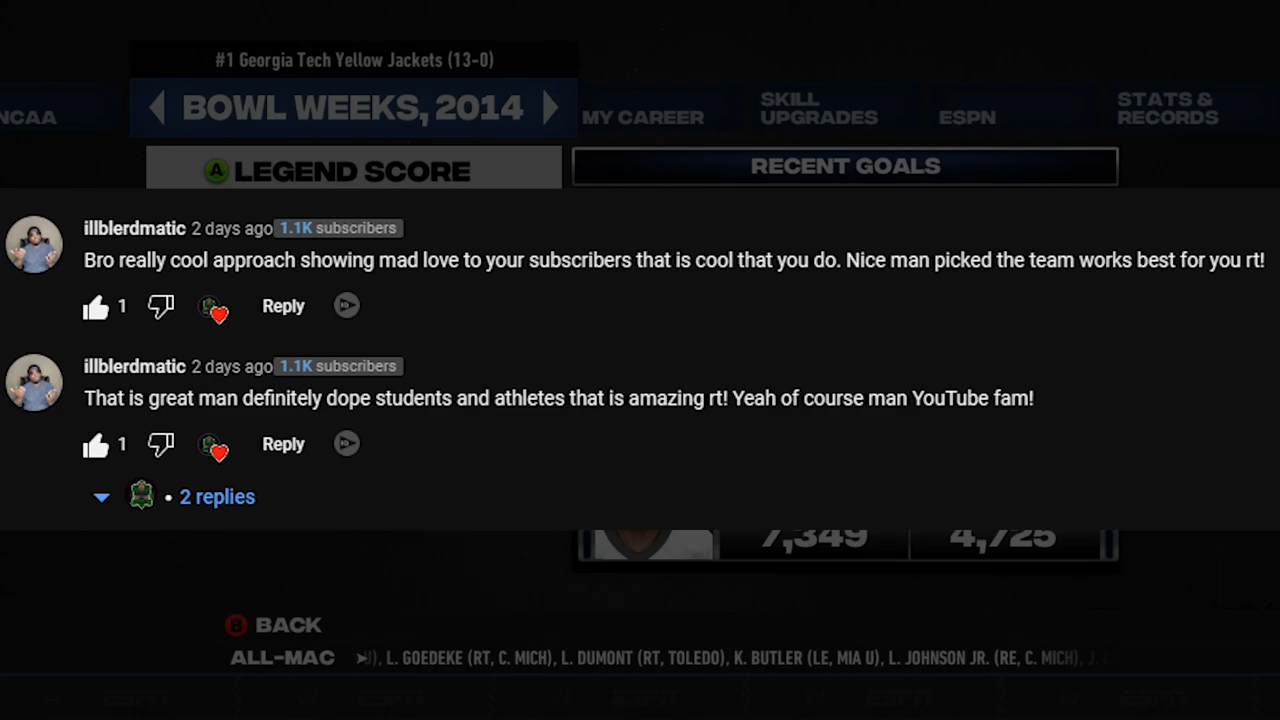 #1 Georgia Tech Yellow Jackets (13-0)
NCAA
BOWL WEEKS, 2014
MY CAREER
SKILL UPGRADES
ESPN
STATS & RECORDS
A LEGEND SCORE
RECENT GOALS
illblerdmatic 2 days ago 1.1K subscribers
Bro really cool approach showing mad love to your subscribers that is cool that you do. Nice man picked the team works best for you rt!
1 Reply
illblerdmatic 2 days ago 1.1K subscribers
That is great man definitely dope students and athletes that is amazing rt! Yeah of course man YouTube fam!
1 Reply
• 2 replies
7,349 4,725
B BACK
ALL-MAC L. GOEDEKE (RT, C. MICH), L. DUMONT (RT, TOLEDO), K. BUTLER (LE, MIA U), L. JOHNSON JR. (RE, C. MICH), J.
ESPN ESPN ESPN ESPN ESPN